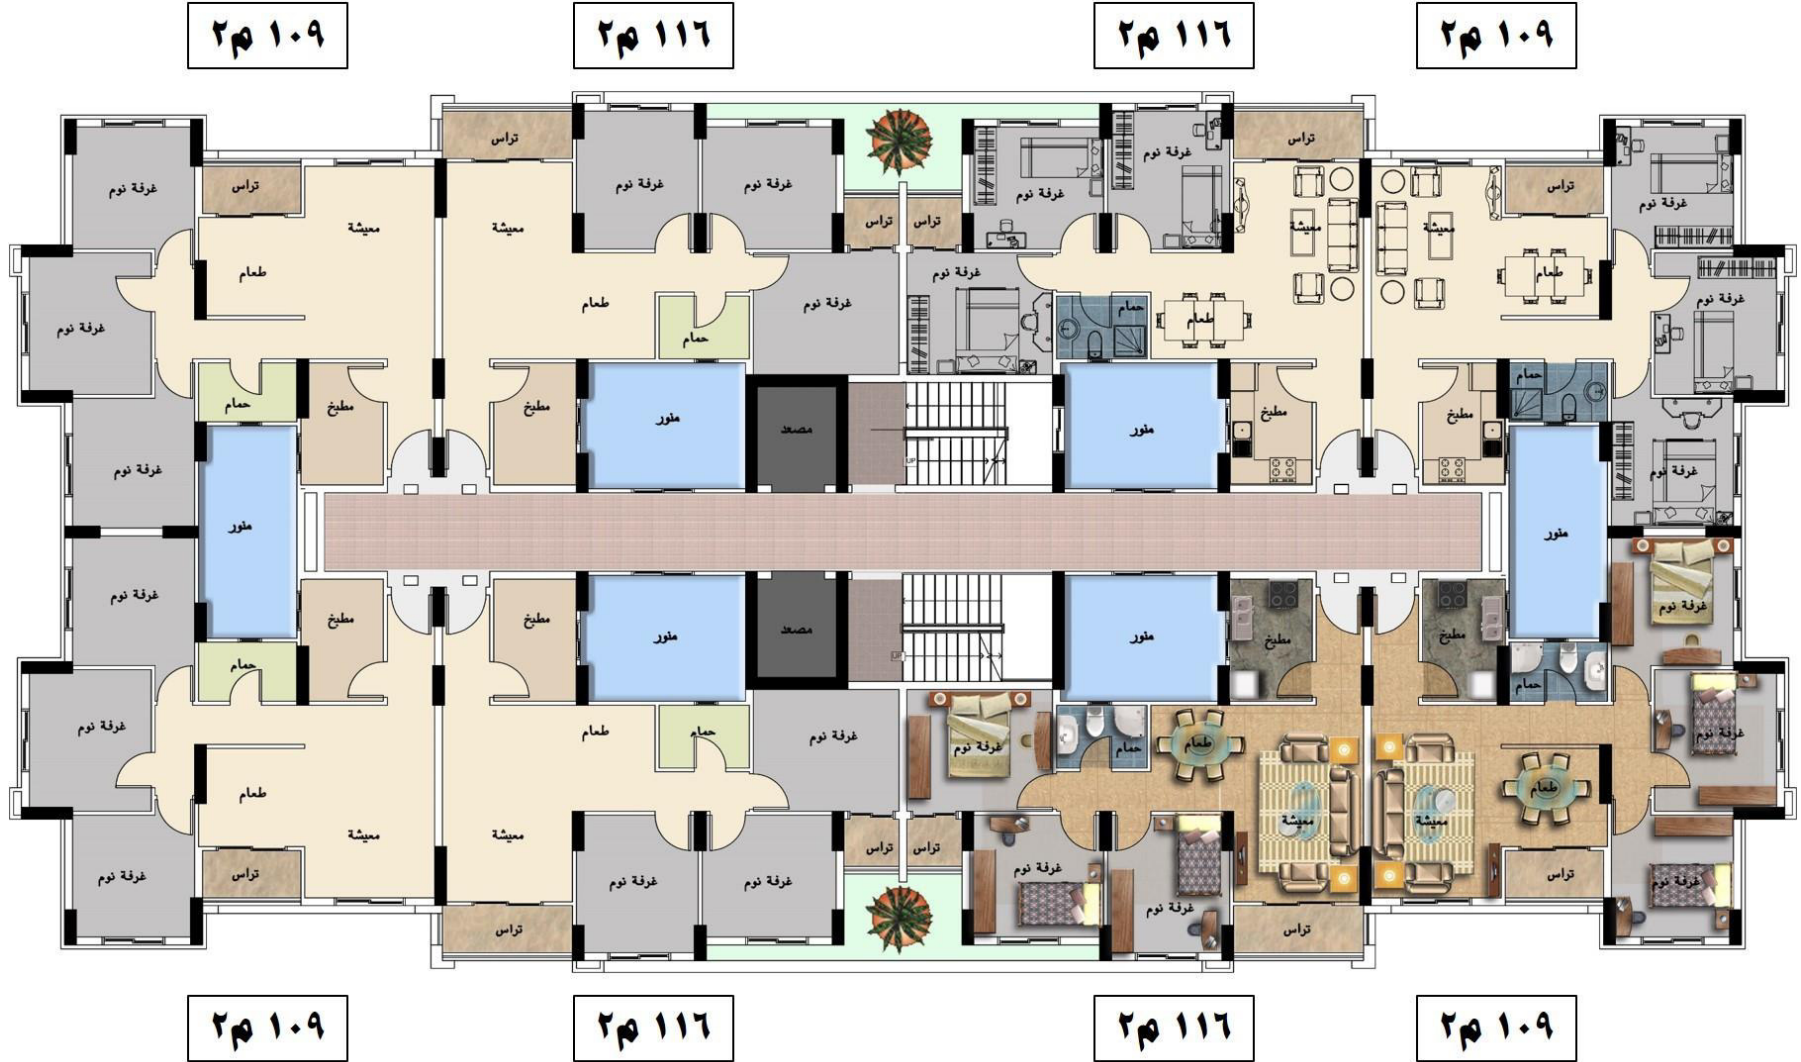 ١٠٩ م٢
١١٦ م٢
١١٦ م٢
١٠٩ م٢
تراس
تراس
غرفة نوم
غرفة نوم
غرفة نوم
غرفة نوم
غرفة نوم
تراس
غرفة نوم
تراس
تراس
تراس
تراس
معيشة
معيشة
معيشة
معيشة
طعام
طعام
غرفة نوم
غرفة نوم
غرفة نوم
طعام
غرفة نوم
طعام
غرفة نوم
حمام
حمام
حمام
حمام
مطبخ
مطبخ
مطبخ
مطبخ
غرفة نوم
منور
مصعد
منور
غرفة نوم
UP
منور
منور
غرفة نوم
مطبخ
مطبخ
منور
مصعد
منور
مطبخ
مطبخ
غرفة نوم
UP
حمام
حمام
حمام
حمام
غرفة نوم
طعام
غرفة نوم
غرفة نوم
طعام
غرفة نوم
طعام
معيشة
معيشة
معيشة
معيشة
طعام
غرفة نوم
تراس
غرفة نوم
غرفة نوم
تراس
تراس
غرفة نوم
غرفة نوم
تراس
غرفة نوم
تراس
تراس
١٠٩ م٢
١١٦ م٢
١١٦ م٢
١٠٩ م٢